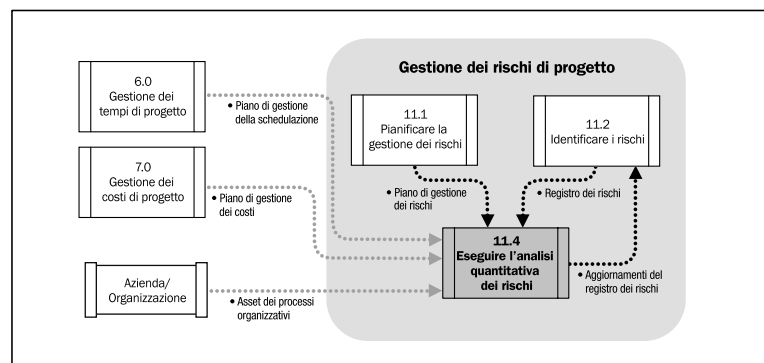 Gestione dei rischi di progetto
6.0
Gestione dei
tempi di progetto
• Piano di gestione
della schedulazione
11.1
Pianificare la
gestione dei rischi
11.2
Identificare i rischi
7.0
Gestione dei
costi di progetto
• Piano di gestione
dei costi
• Piano di gestione
dei rischi
• Registro dei rischi
11.4
Eseguire l'analisi
quantitativa
dei rischi
Azienda/
Organizzazione
• Asset dei processi
organizzativi
• Aggiornamenti del
registro dei rischi